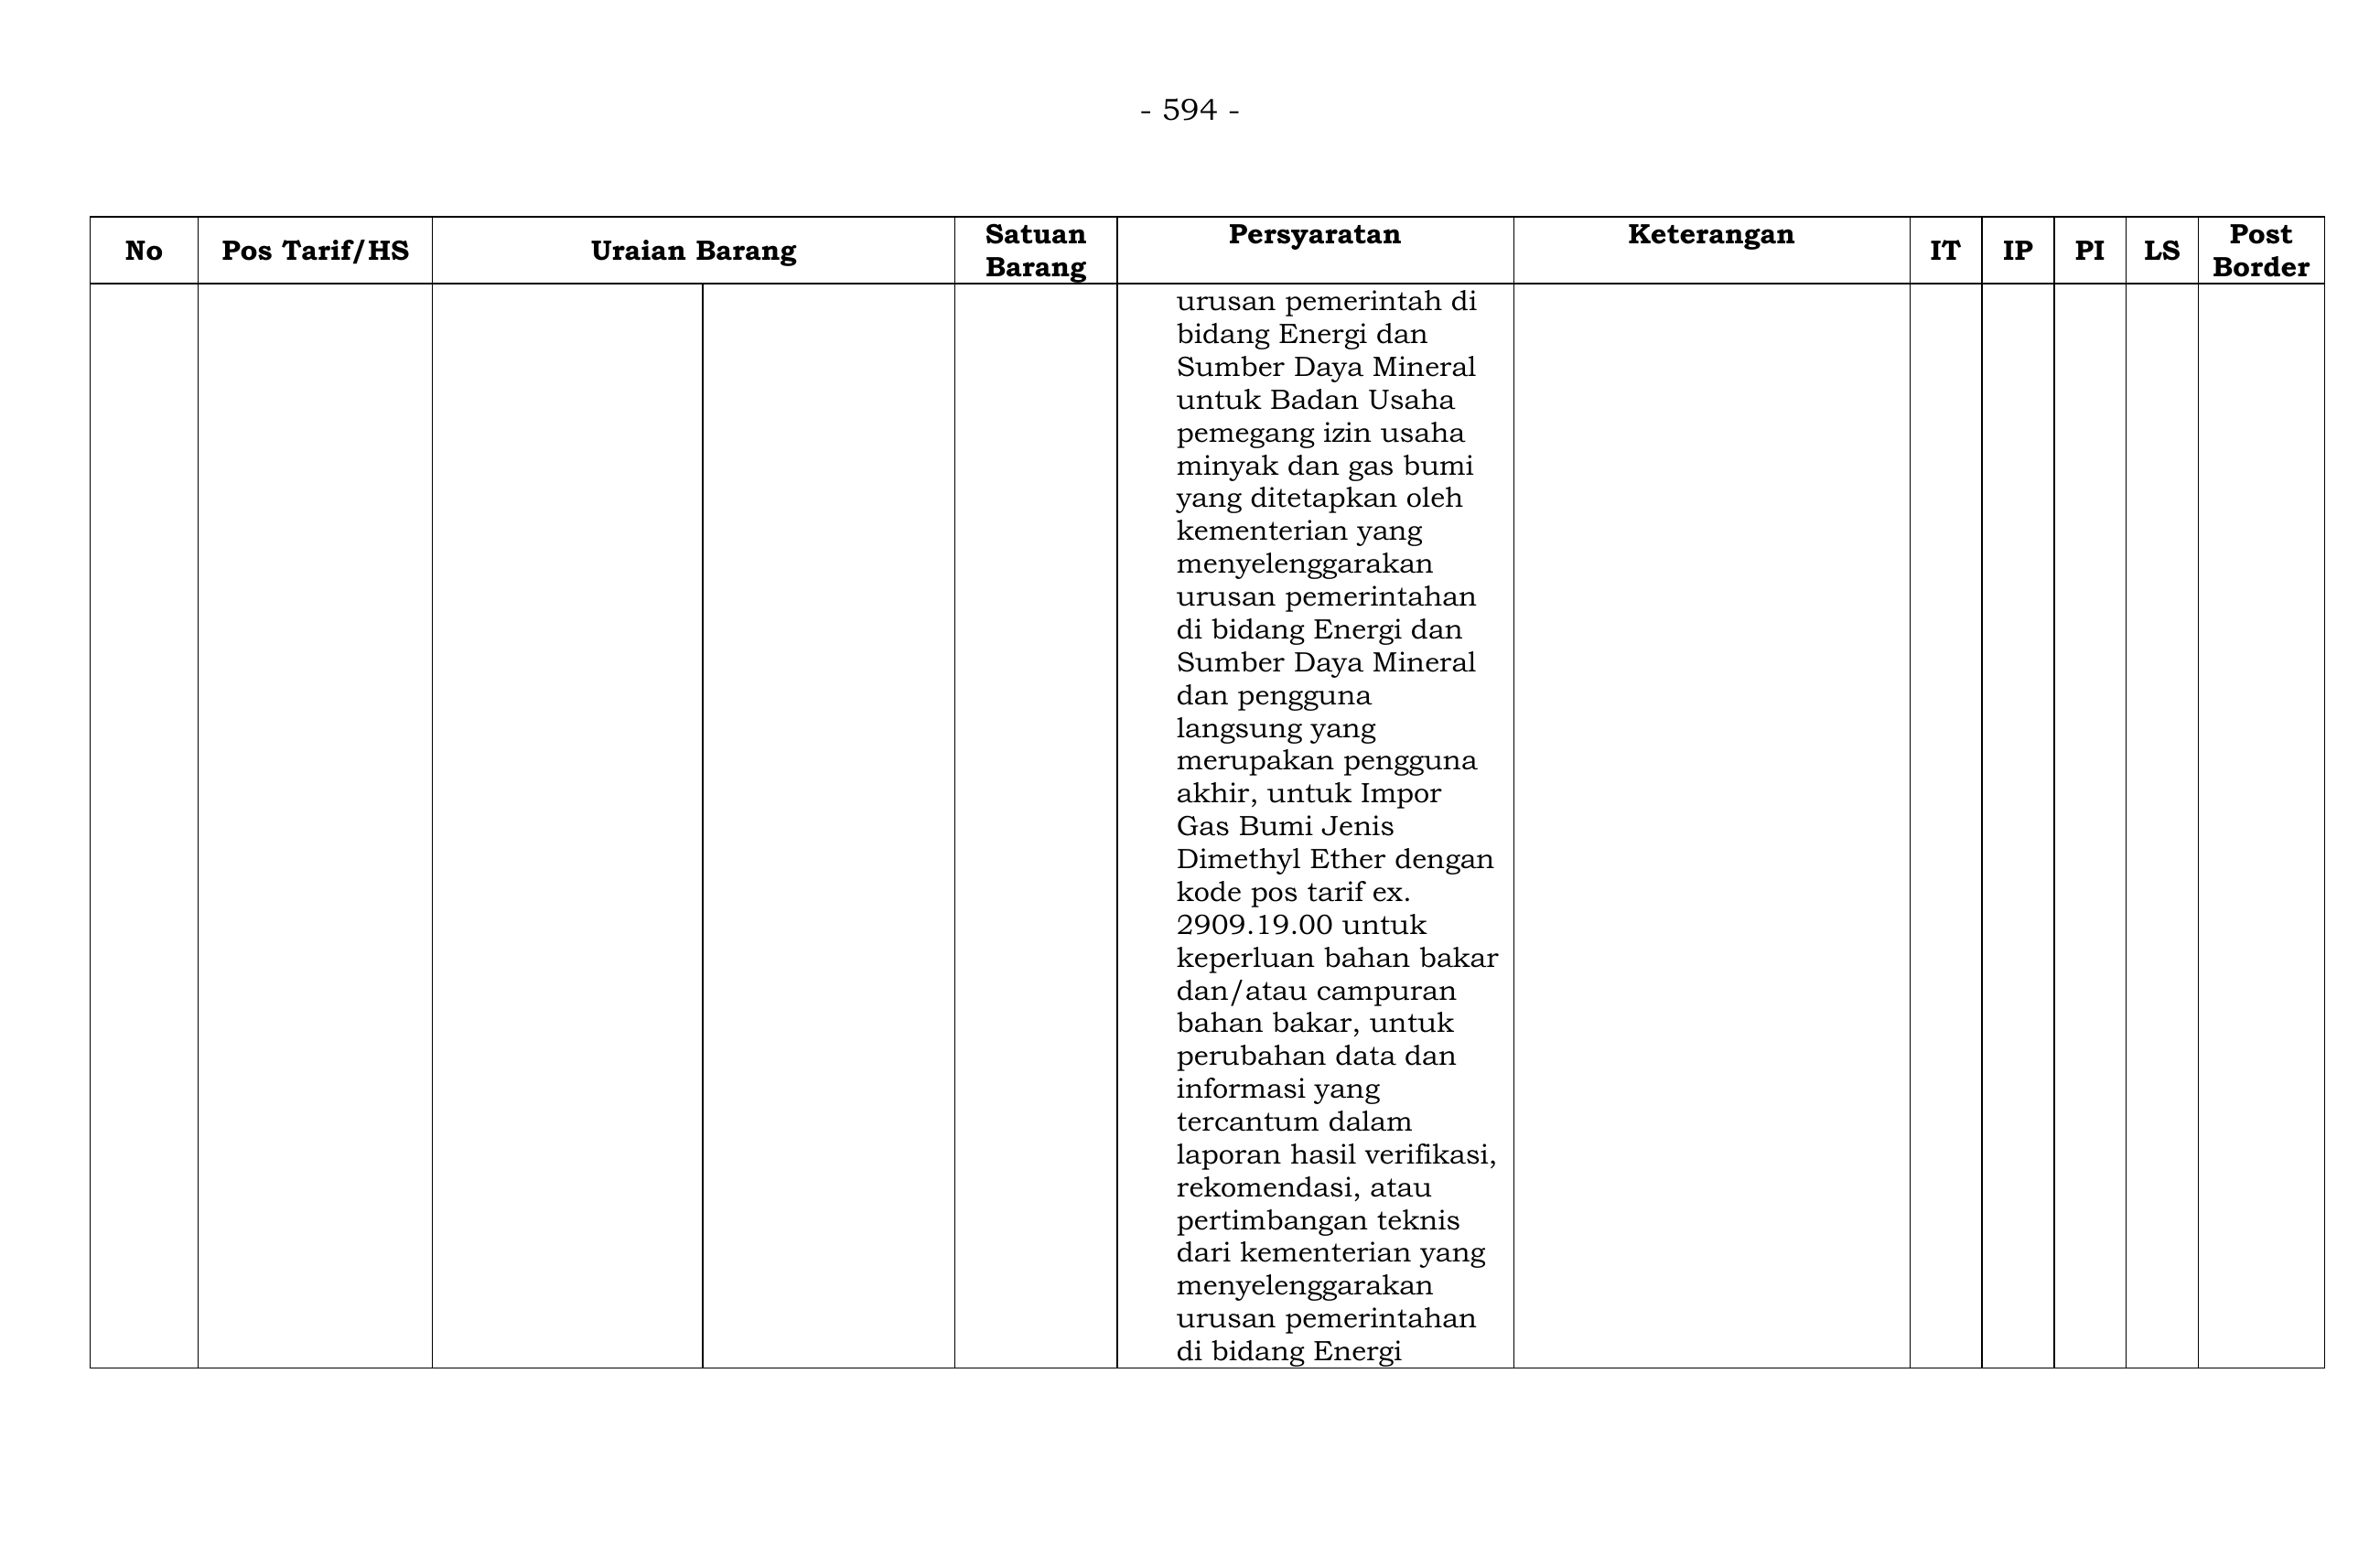 - 594 -
No
Pos Tarif/HS
Uraian Barang
Satuan
Barang
Persyaratan
Keterangan
IT
IP
PI
LS
Post
Border
urusan pemerintah di
bidang Energi dan
Sumber Daya Mineral
untuk Badan Usaha
pemegang izin usaha
minyak dan gas bumi
yang ditetapkan oleh
kementerian yang
menyelenggarakan
urusan pemerintahan
di bidang Energi dan
Sumber Daya Mineral
dan pengguna
langsung yang
merupakan pengguna
akhir, untuk Impor
Gas Bumi Jenis
Dimethyl Ether dengan
kode pos tarif ex.
2909.19.00 untuk
keperluan bahan bakar
dan/atau campuran
bahan bakar, untuk
perubahan data dan
informasi yang
tercantum dalam
laporan hasil verifikasi,
rekomendasi, atau
pertimbangan teknis
dari kementerian yang
menyelenggarakan
urusan pemerintahan
di bidang Energi